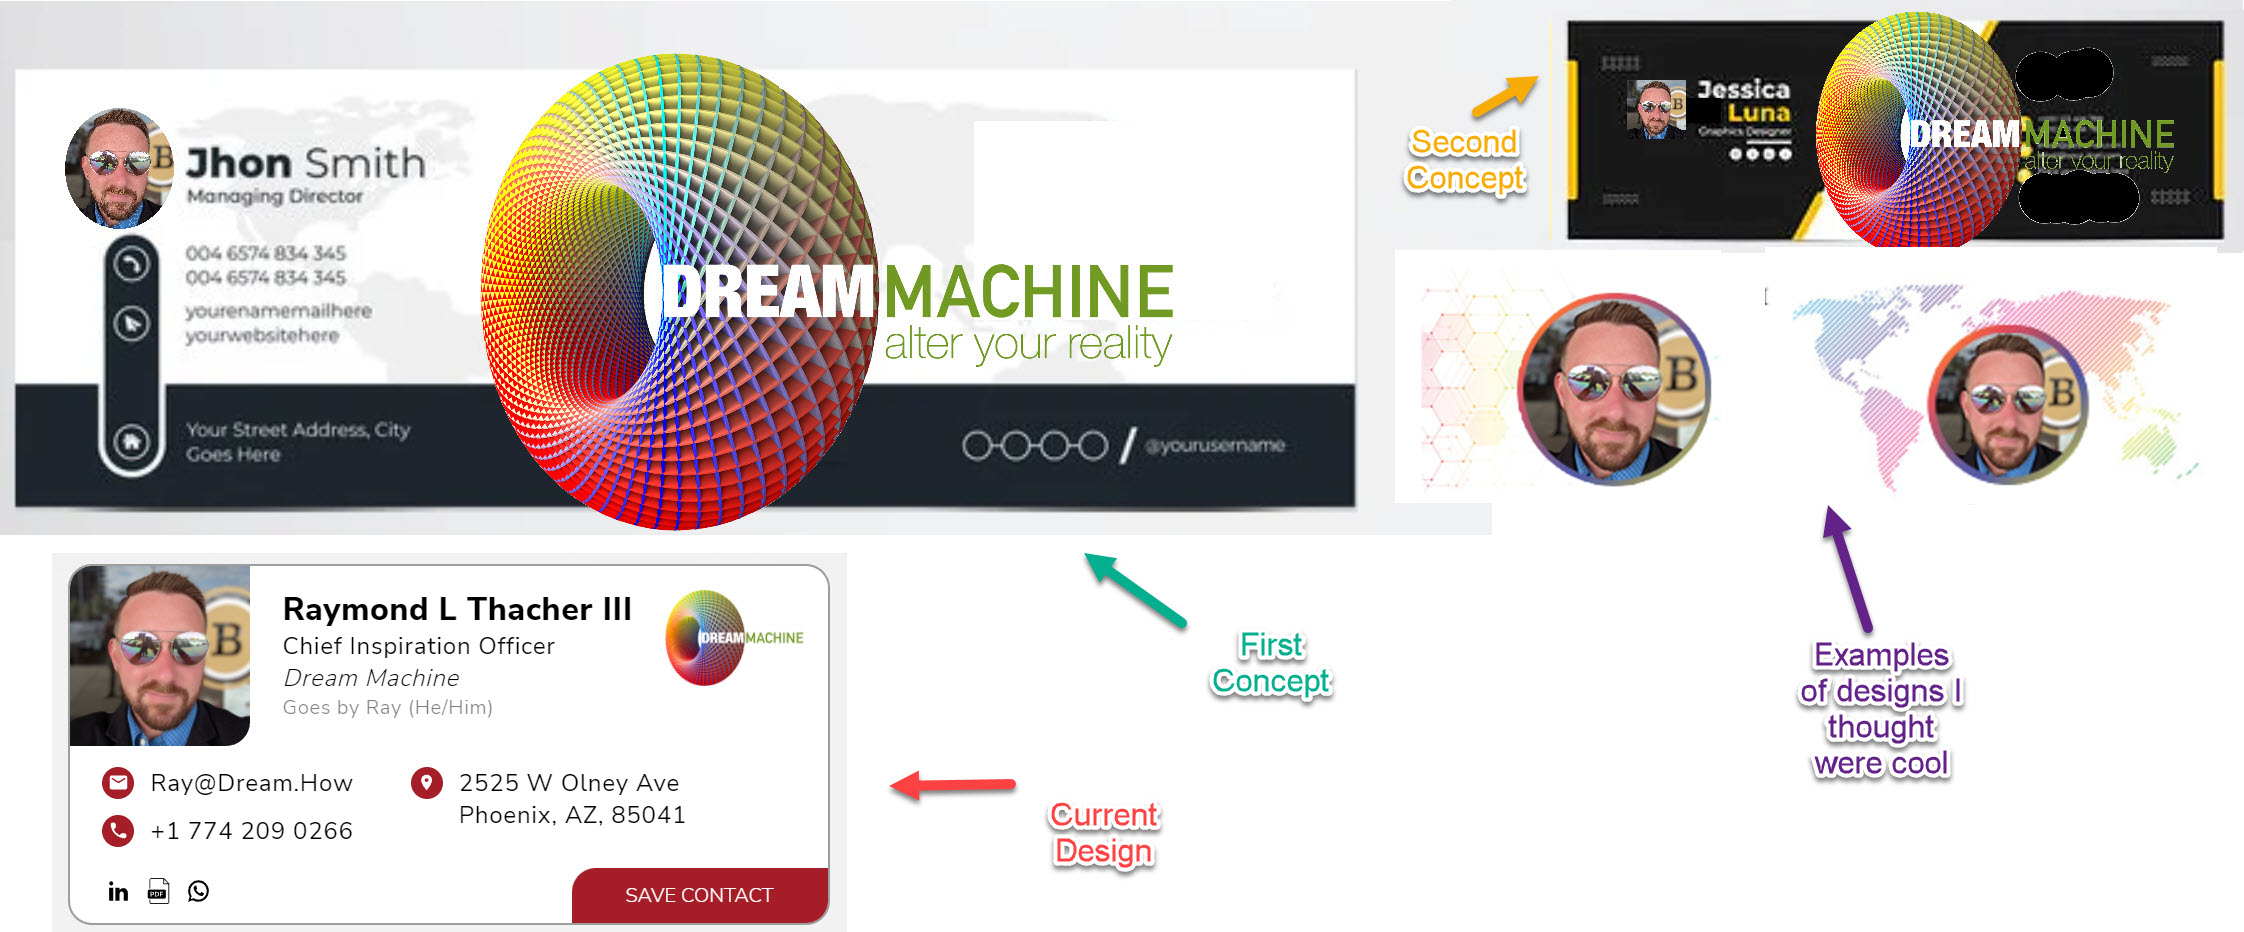 Jhon Smith
Managing Director
004 6574 834 345
004 6574 834 345
yourenamemailhere
yourwebsitehere
Your Street Address, City
Goes Here
DREAMMACHINE
alter your reality
@yourusername
B
Second
Concept
Jessica
Luna
Graphics Designer
DREAMMACHINE
alter your reality
B
B
B
First
Concept
Examples
of designs I
thought
were cool
Raymond L Thacher III
Chief Inspiration Officer
Dream Machine
Goes by Ray (He/Him)
DREAMMACHINE
B
Ray@Dream.How
+1 774 209 0266
2525 W Olney Ave
Phoenix, AZ, 85041
in
PDF
SAVE CONTACT
Current
Design